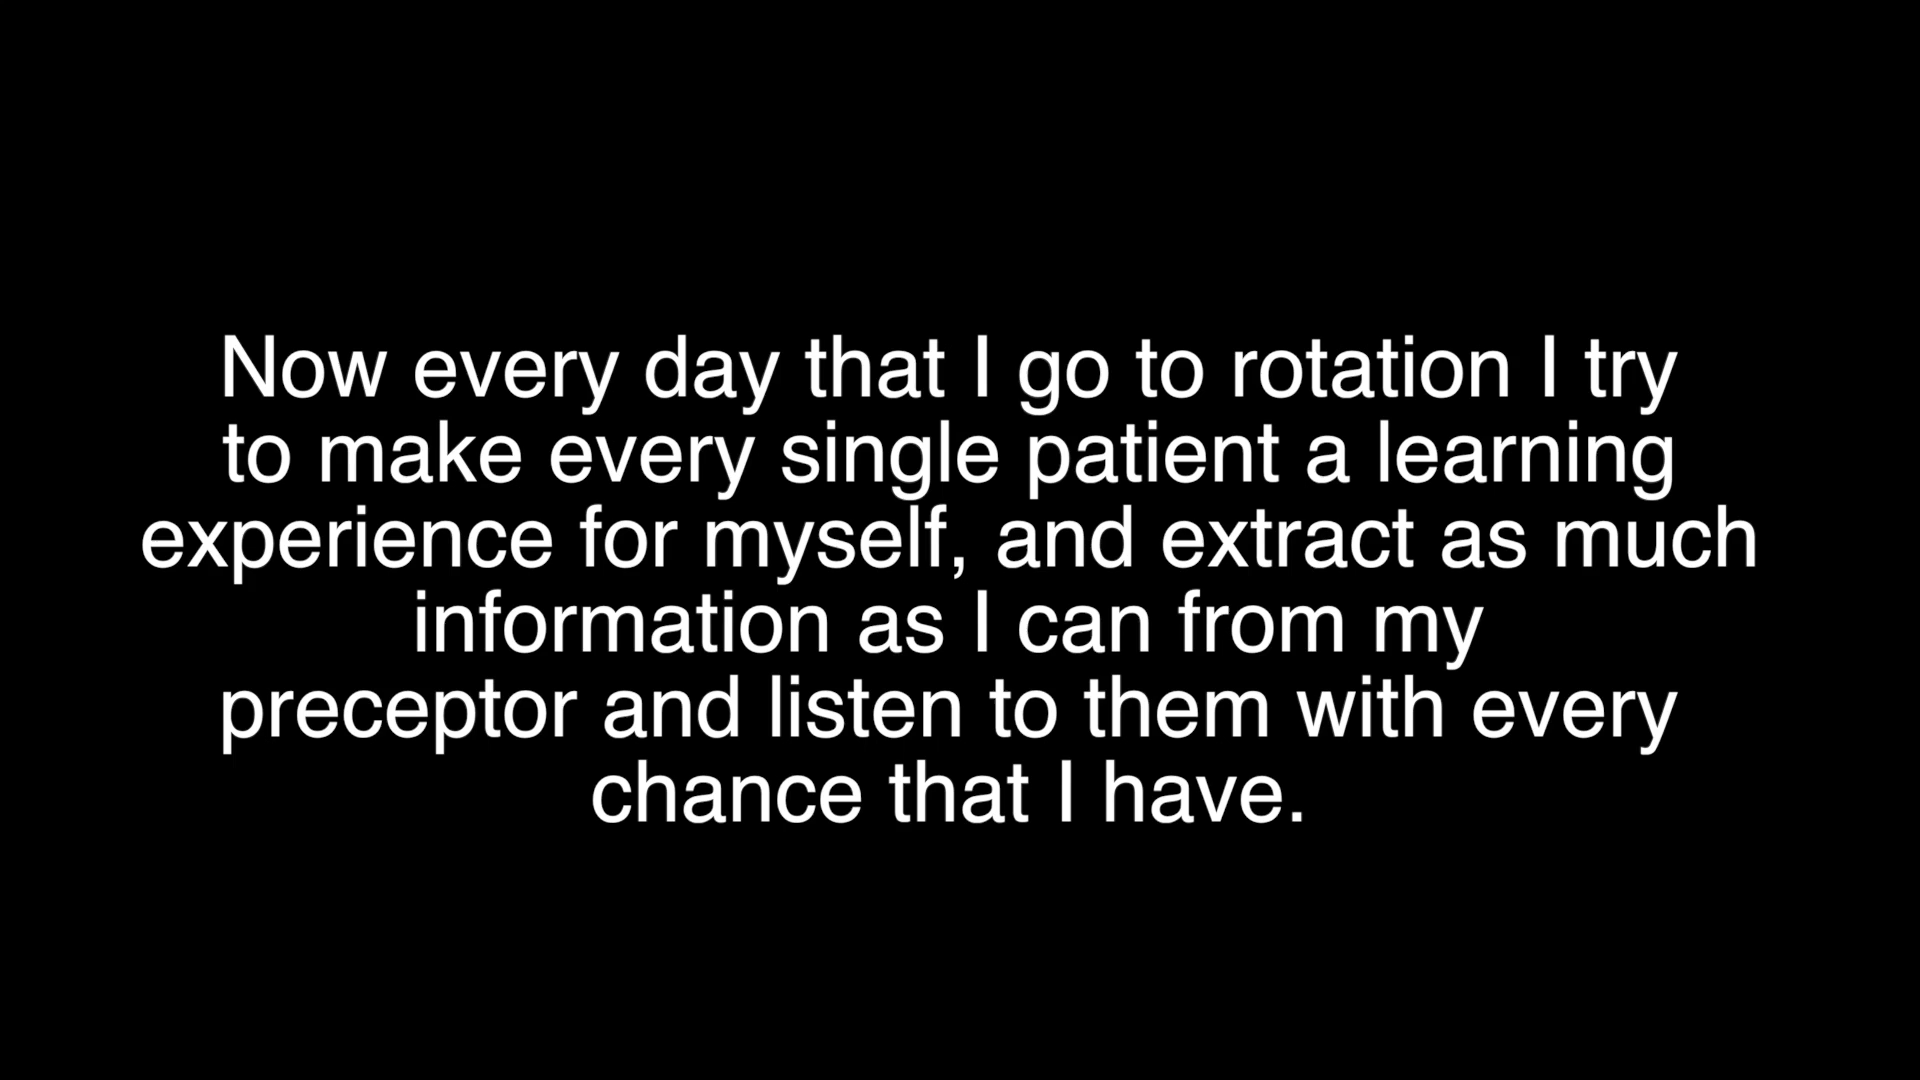 Now every day that I go to rotation I try
to make every single patient a learning
experience for myself, and extract as much
information as I can from my
preceptor and listen to them with every
chance that I have.